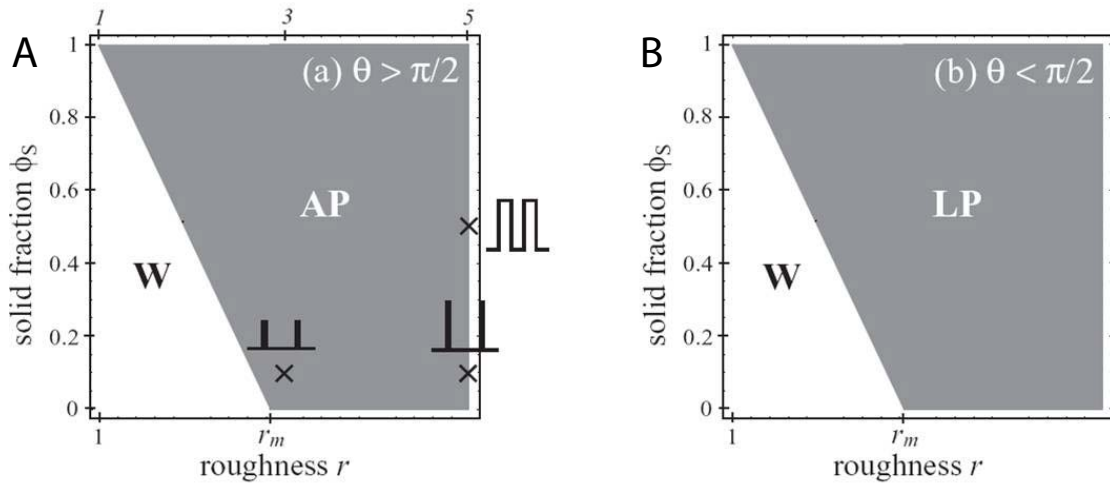 A
1 3 5
(a) θ > π/2
solid fraction ϕS
1
0.8
0.6
0.4
0.2
0
AP
W
1 rm
roughness r
B
(b) θ < π/2
solid fraction ϕS
1
0.8
0.6
0.4
0.2
0
LP
W
1 rm
roughness r